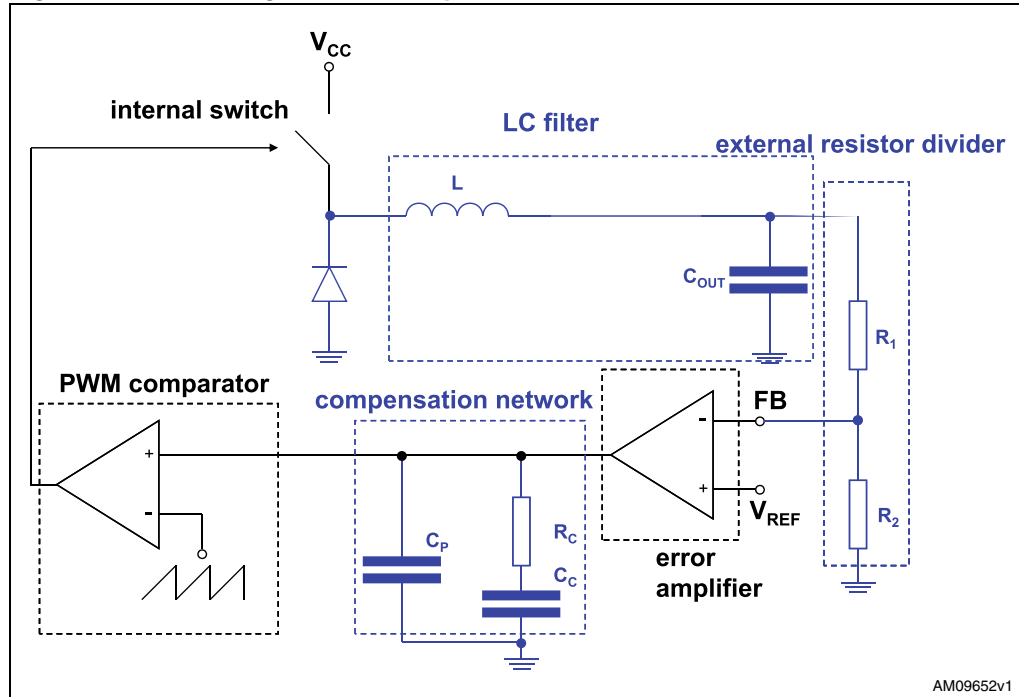 V_CC
internal switch
LC filter
external resistor divider
L
C_OUT
R_1
PWM comparator
compensation network
FB
+
-
-
+
V_REF
R_2
C_P
R_C
C_C
error
amplifier
AM09652v1